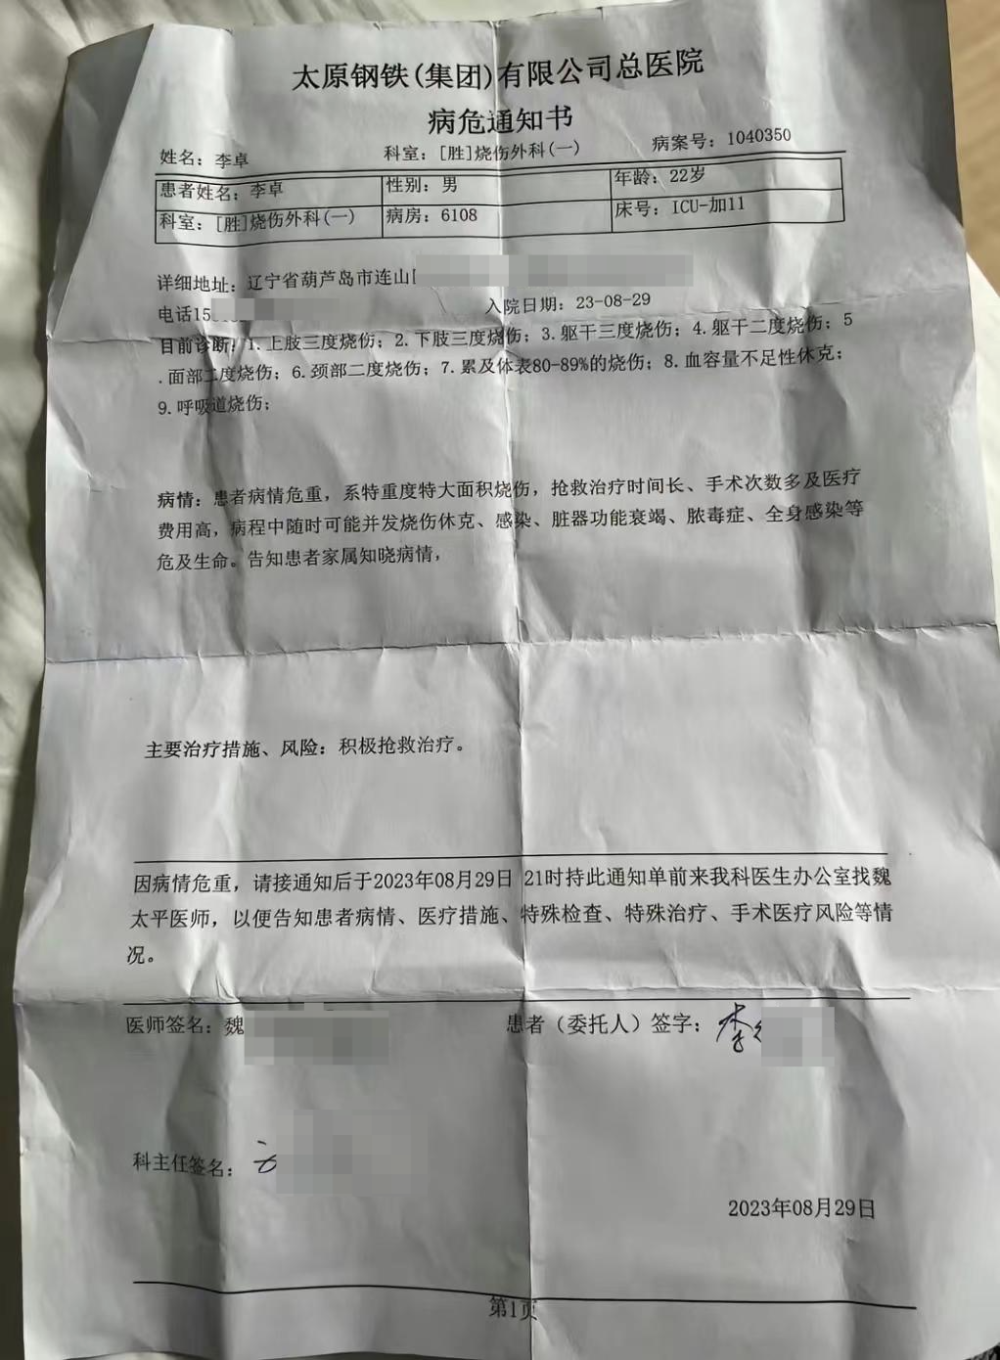 太原钢铁(集团)有限公司总医院
病危通知书
姓名: 李卓 科室: [胜]烧伤外科(一) 病案号: 1040350
患者姓名: 李卓 性别: 男 年龄: 22岁
科室: [胜]烧伤外科(一) 病房: 6108 床号: ICU-加11
详细地址: 辽宁省葫芦岛市连山
电话15 入院日期: 23-08-29
目前诊断: 1.上肢三度烧伤; 2.下肢三度烧伤; 3.躯干三度烧伤; 4.躯干二度烧伤; 5
.面部二度烧伤; 6.颈部二度烧伤; 7.累及体表80-89%的烧伤; 8.血容量不足性休克;
9.呼吸道烧伤;
病情: 患者病情危重, 系特重度特大面积烧伤, 抢救治疗时间长、手术次数多及医疗
费用高, 病程中随时可能并发烧伤休克、感染、脏器功能衰竭、脓毒症、全身感染等
危及生命。告知患者家属知晓病情,
主要治疗措施、风险: 积极抢救治疗。
因病情危重, 请接通知后于2023年08月29日 21时持此通知单前来我科医生办公室找魏
太平医师, 以便告知患者病情、医疗措施、特殊检查、特殊治疗、手术医疗风险等情
况。
医师签名: 魏 患者（委托人）签字: 李
科主任签名:
2023年08月29日
第1页